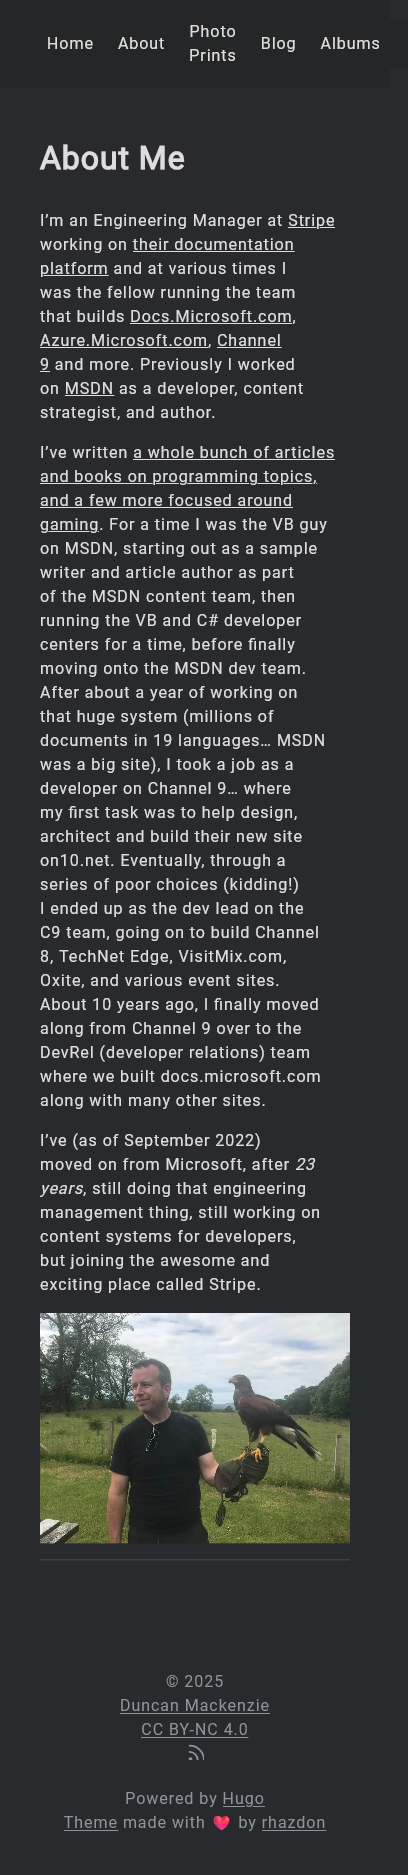 Home About Photo Prints Blog Albums
About Me
I’m an Engineering Manager at Stripe
working on their documentation
platform and at various times I
was the fellow running the team
that builds Docs.Microsoft.com,
Azure.Microsoft.com, Channel
9 and more. Previously I worked
on MSDN as a developer, content
strategist, and author.
I’ve written a whole bunch of articles
and books on programming topics,
and a few more focused around
gaming. For a time I was the VB guy
on MSDN, starting out as a sample
writer and article author as part
of the MSDN content team, then
running the VB and C# developer
centers for a time, before finally
moving onto the MSDN dev team.
After about a year of working on
that huge system (millions of
documents in 19 languages… MSDN
was a big site), I took a job as a
developer on Channel 9… where
my first task was to help design,
architect and build their new site
on10.net. Eventually, through a
series of poor choices (kidding!)
I ended up as the dev lead on the
C9 team, going on to build Channel
8, TechNet Edge, VisitMix.com,
Oxite, and various event sites.
About 10 years ago, I finally moved
along from Channel 9 over to the
DevRel (developer relations) team
where we built docs.microsoft.com
along with many other sites.
I’ve (as of September 2022)
moved on from Microsoft, after 23
years, still doing that engineering
management thing, still working on
content systems for developers,
but joining the awesome and
exciting place called Stripe.
© 2025
Duncan Mackenzie
CC BY-NC 4.0
Powered by Hugo
Theme made with ❤ by rhazdon